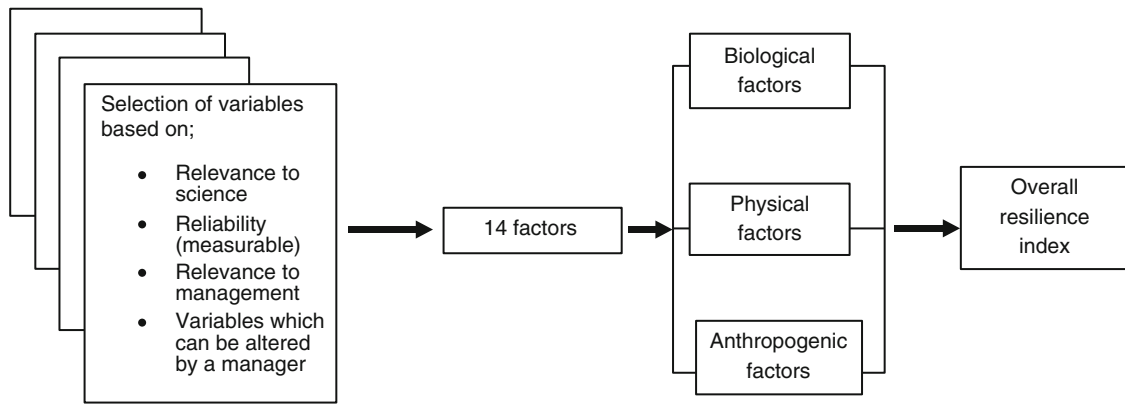 Selection of variables
based on;
• Relevance to
science
• Reliability
(measurable)
• Relevance to
management
• Variables which
can be altered
by a manager
14 factors
Biological
factors
Physical
factors
Anthropogenic
factors
Overall
resilience
index